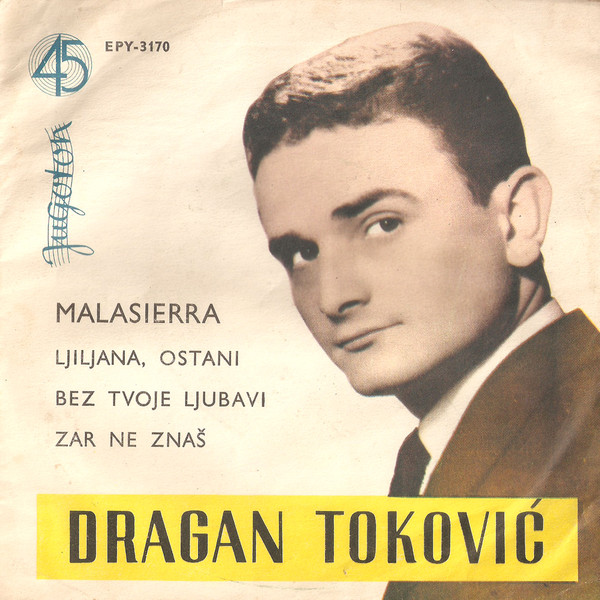 45
EPY-3170
Jugoton
MALASIERRA
LJILJANA, OSTANI
BEZ TVOJE LJUBAVI
ZAR NE ZNAŠ
DRAGAN TOKOVIĆ